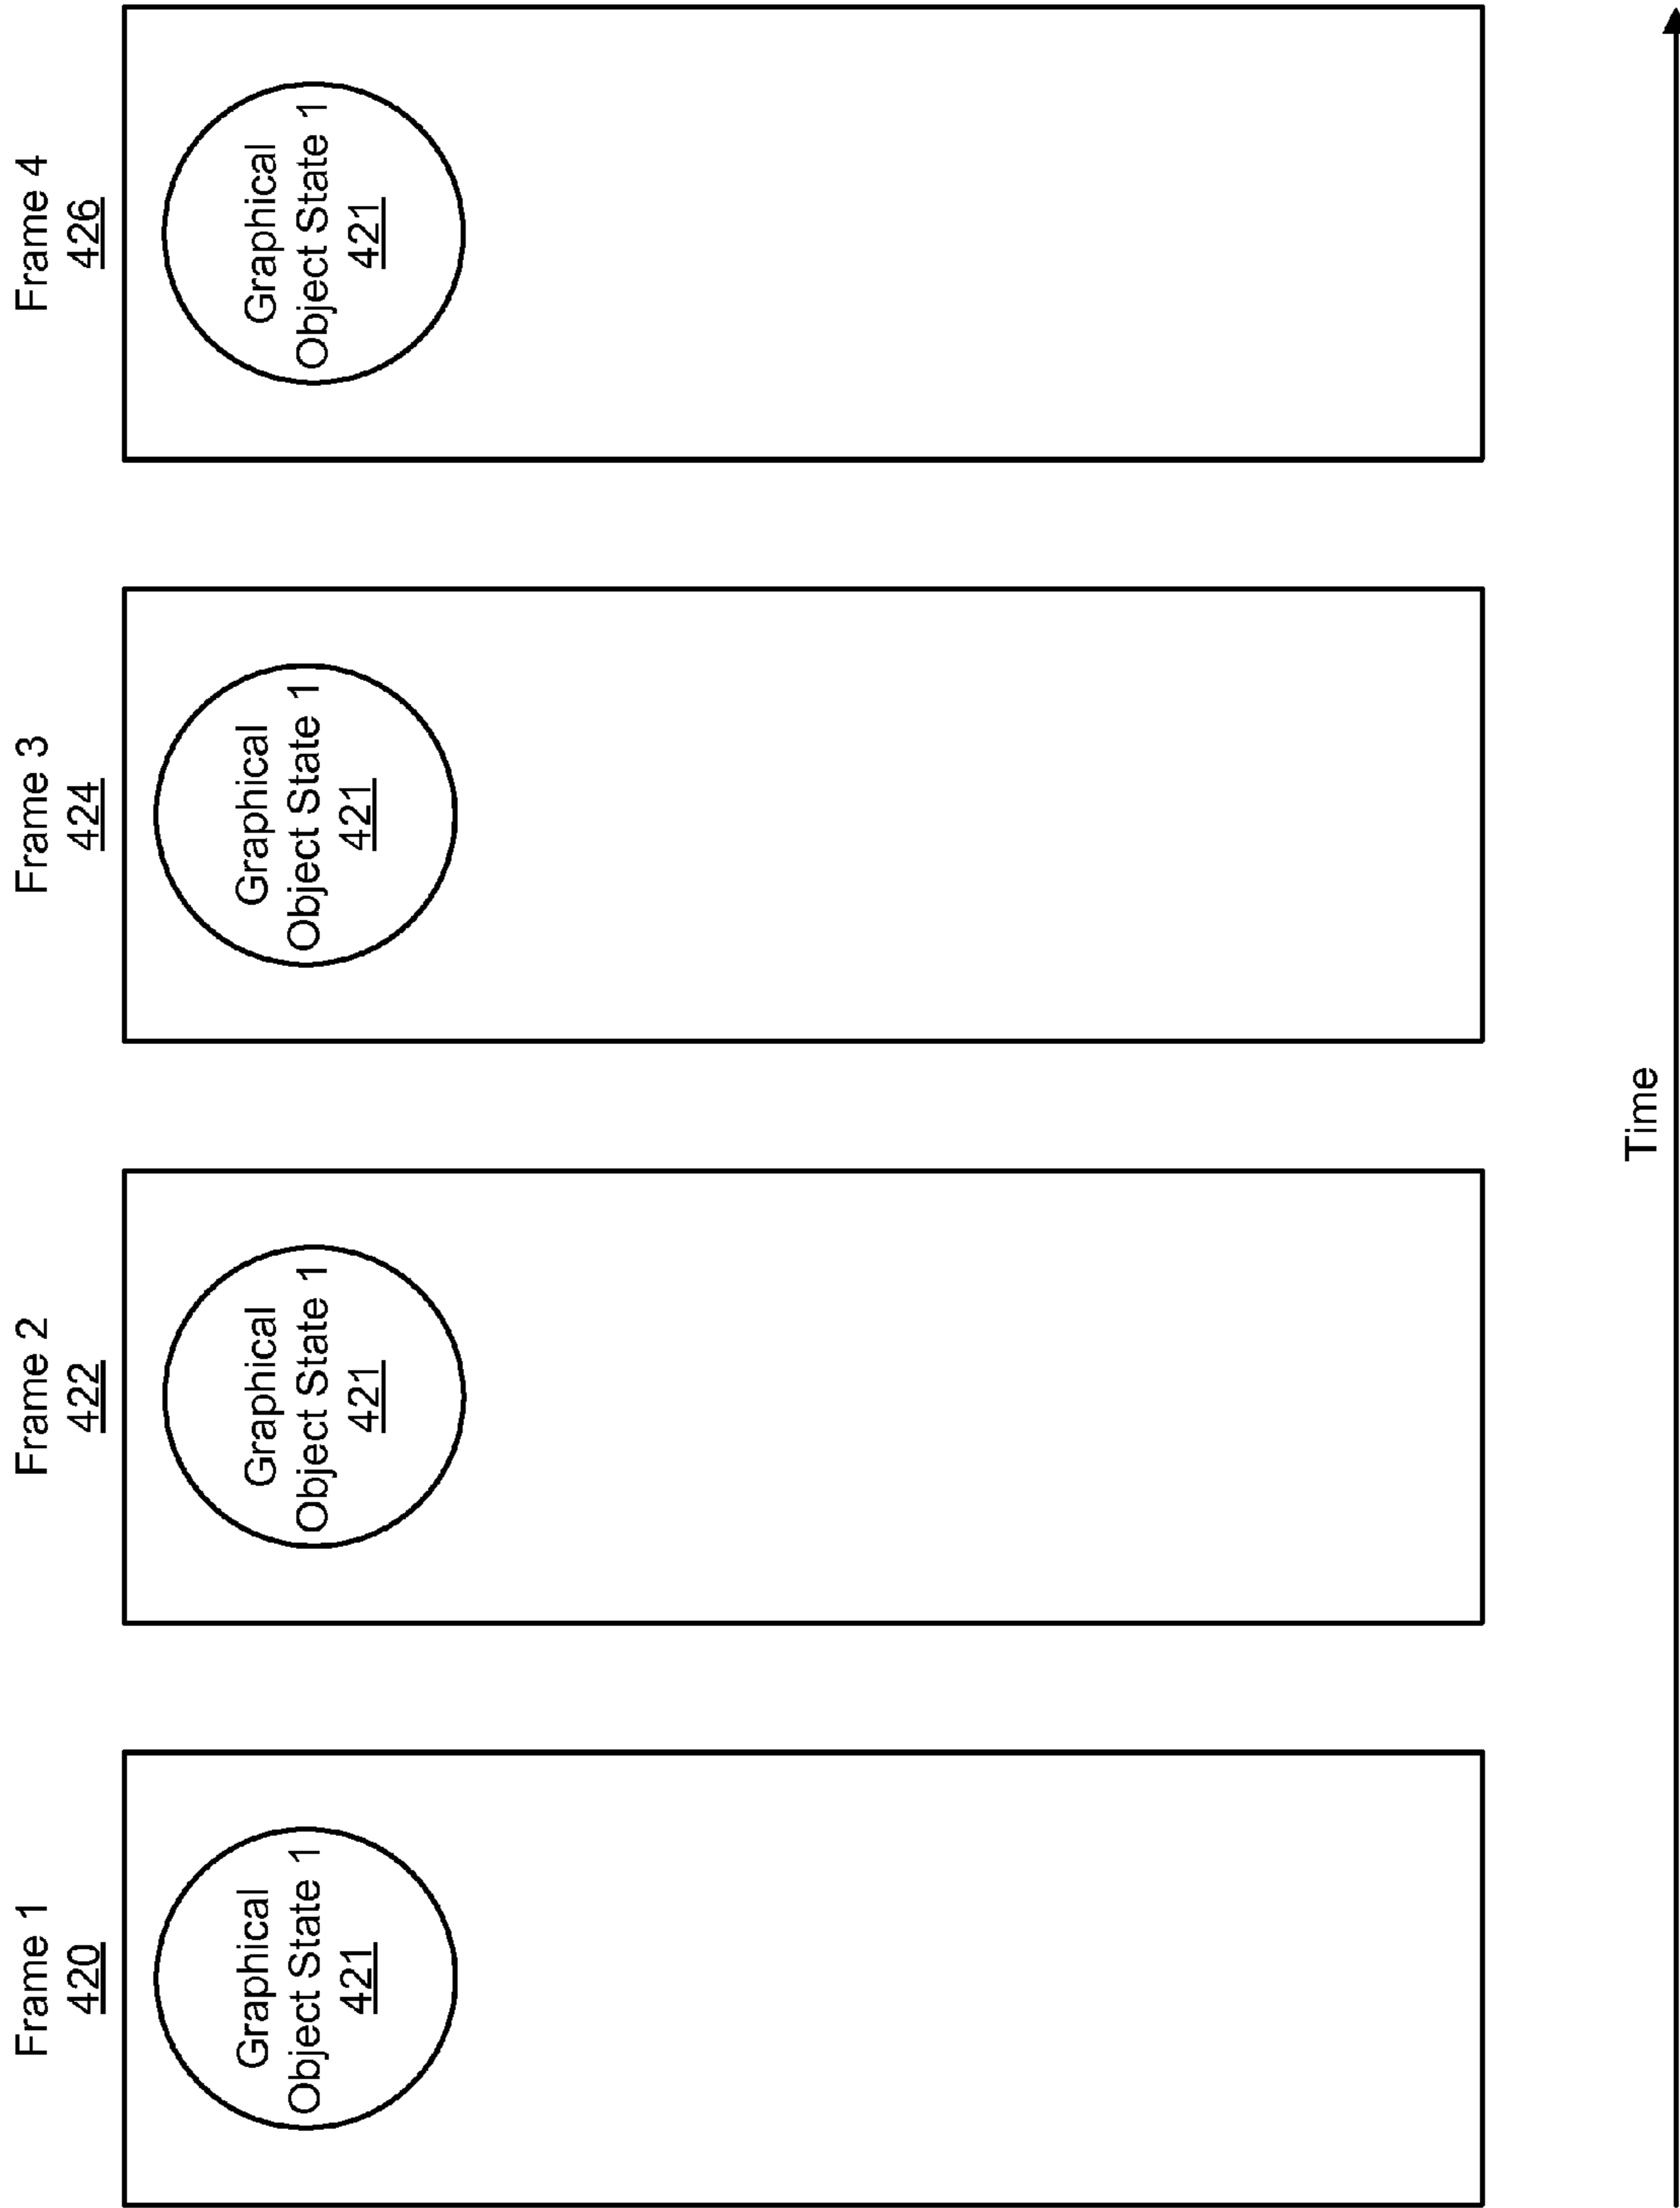 Frame 1
420
Graphical
Object State 1
421
Frame 2
422
Graphical
Object State 1
421
Frame 3
424
Graphical
Object State 1
421
Frame 4
426
Graphical
Object State 1
421
Time